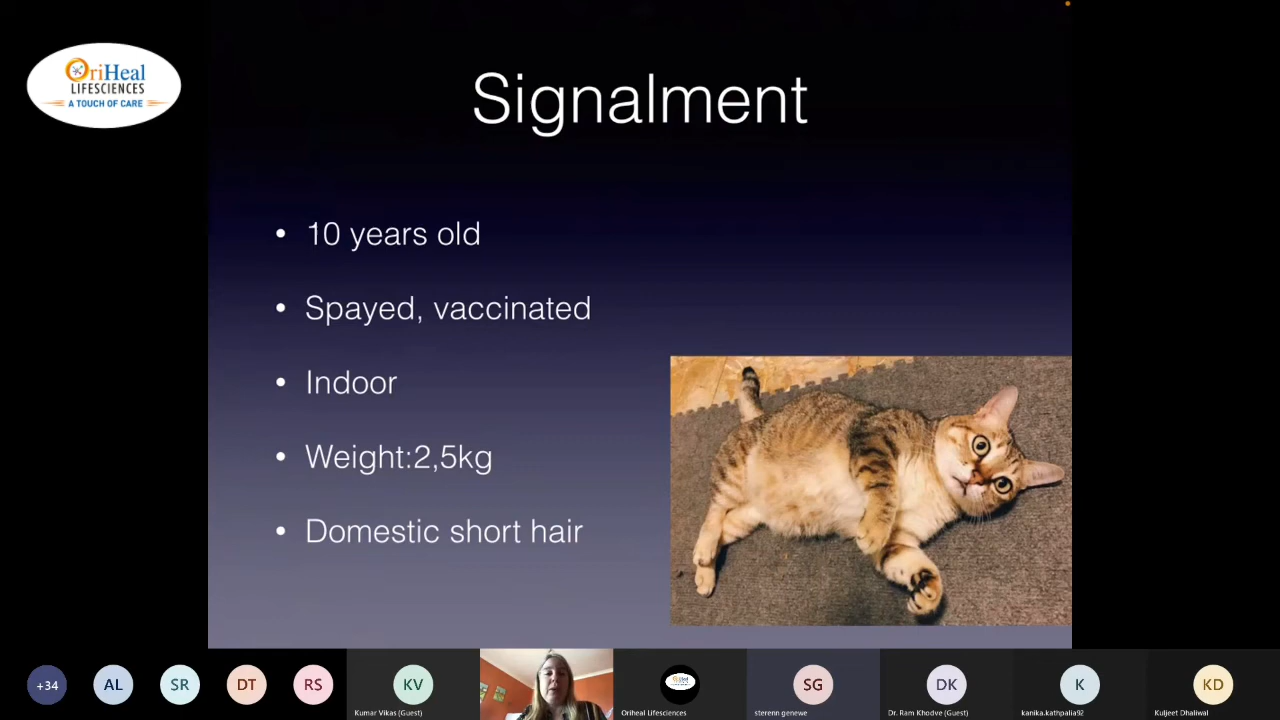 OriHeal
LIFESCIENCES
A TOUCH OF CARE
Signalment
• 10 years old
• Spayed, vaccinated
• Indoor
• Weight:2,5kg
• Domestic short hair
+34
AL
SR
DT
RS
KV
Kumar Vikas (Guest)
Oriheal Lifesciences
SG
sterenn genewe
DK
Dr. Ram Khodve (Guest)
K
kanika.kathpalia92
KD
Kuljeet Dhaliwal